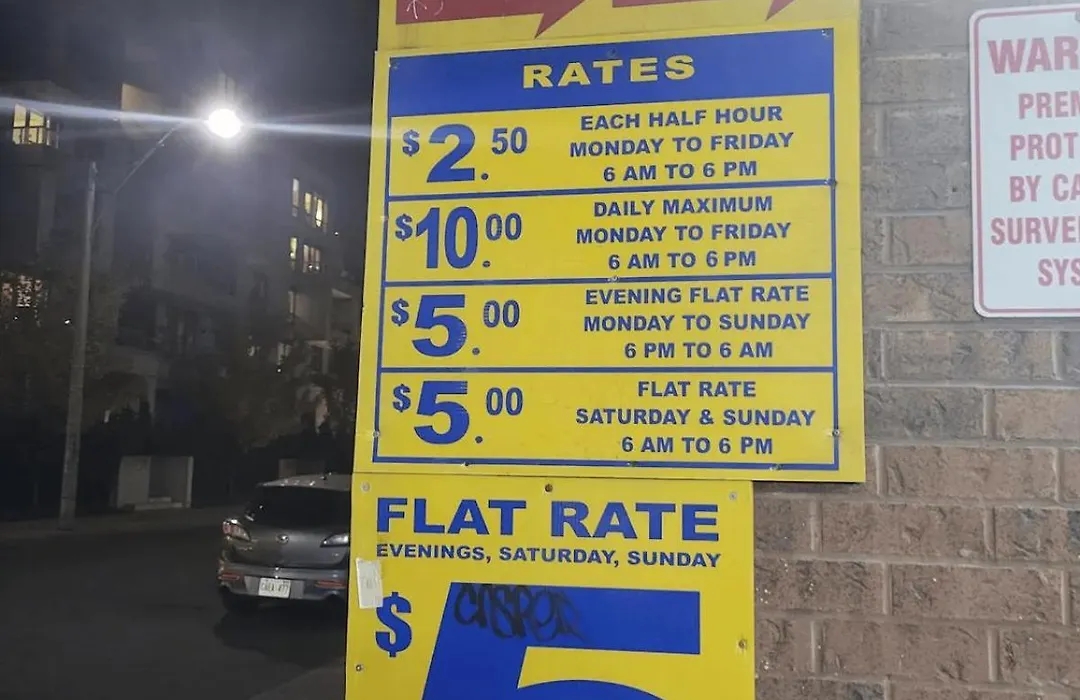 RATES
$2.50
EACH HALF HOUR
MONDAY TO FRIDAY
6 AM TO 6 PM
$10.00
DAILY MAXIMUM
MONDAY TO FRIDAY
6 AM TO 6 PM
$5.00
EVENING FLAT RATE
MONDAY TO SUNDAY
6 PM TO 6 AM
$5.00
FLAT RATE
SATURDAY & SUNDAY
6 AM TO 6 PM
FLAT RATE
EVENINGS, SATURDAY, SUNDAY
$5
CASPER
WAR
PREM
PROT
BY CA
SURVE
SYS